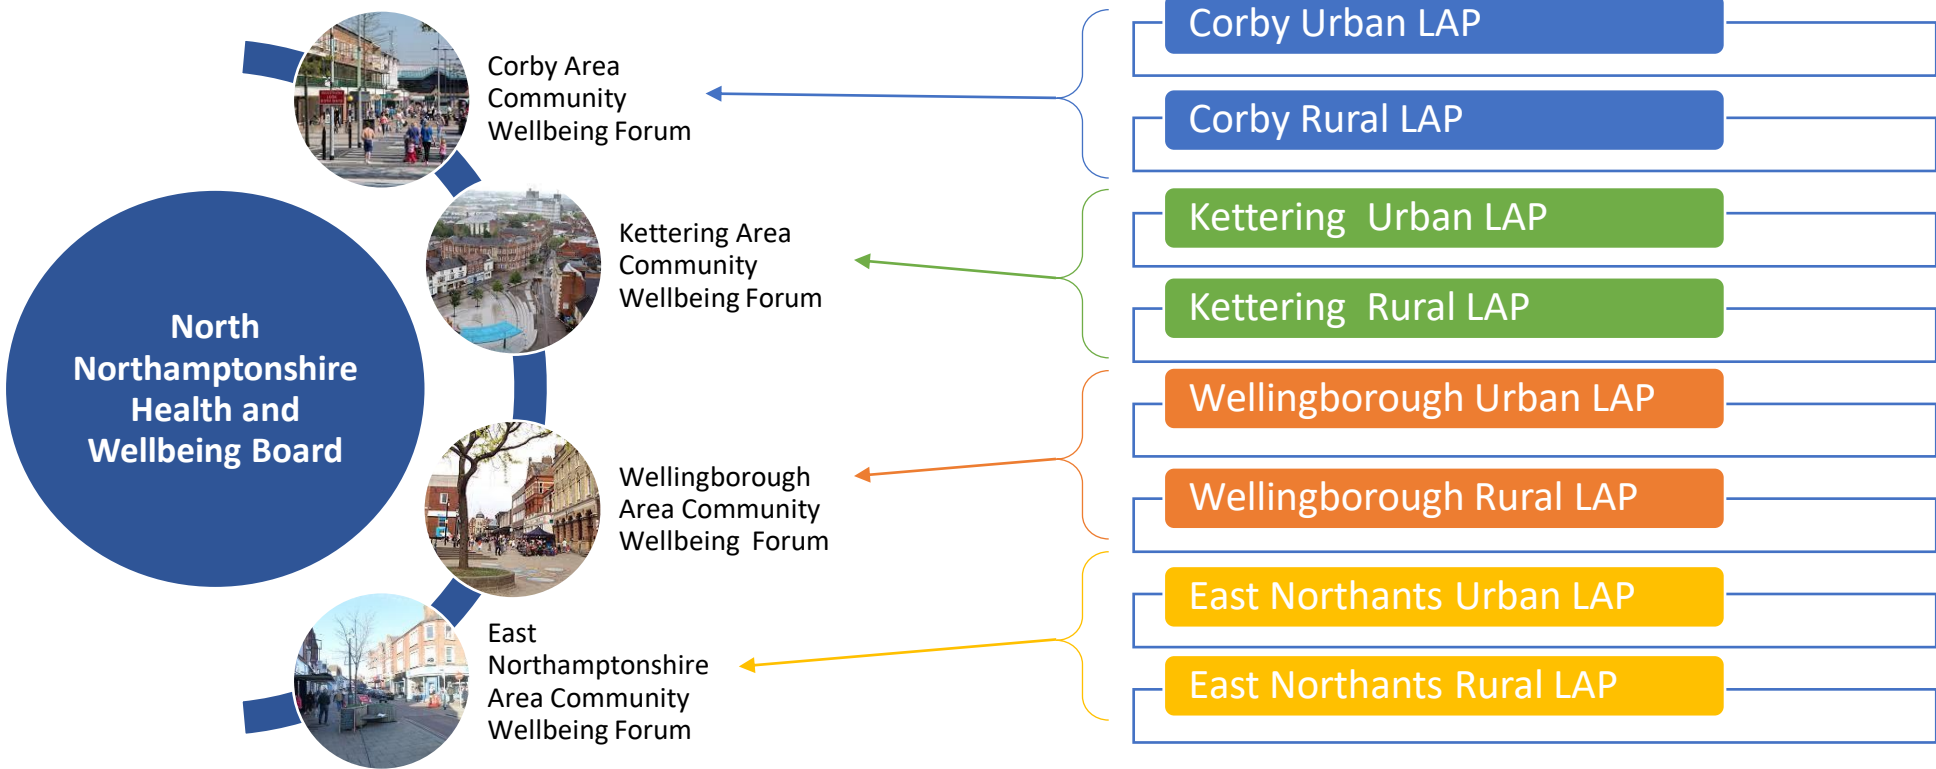 North
Northamptonshire
Health and
Wellbeing Board
Corby Area
Community
Wellbeing Forum
Kettering Area
Community
Wellbeing Forum
Wellingborough
Area Community
Wellbeing  Forum
East
Northamptonshire
Area Community
Wellbeing Forum
Corby Urban LAP
Corby Rural LAP
Kettering  Urban LAP
Kettering  Rural LAP
Wellingborough Urban LAP
Wellingborough Rural LAP
East Northants Urban LAP
East Northants Rural LAP